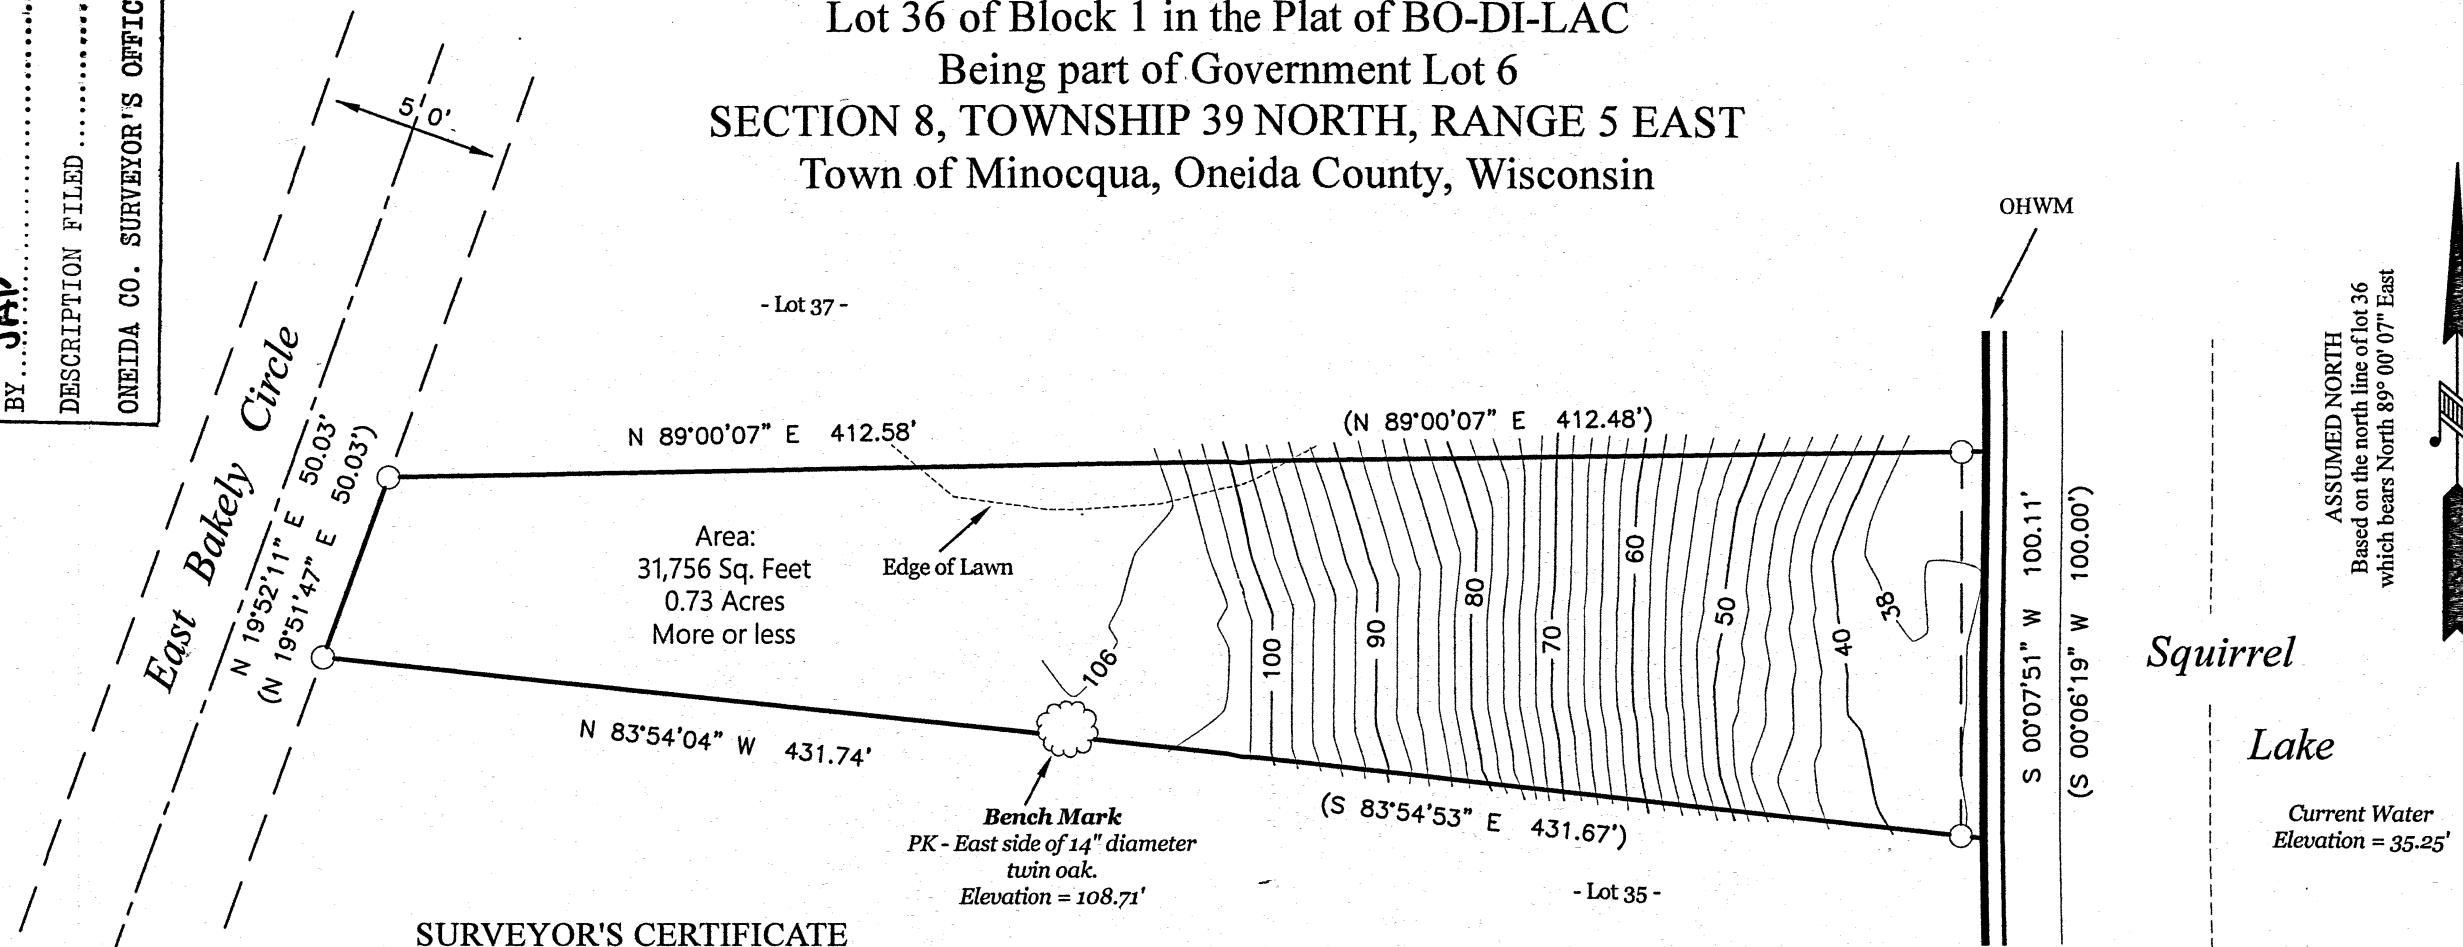 Lot 36 of Block 1 in the Plat of BO-DI-LAC
Being part of Government Lot 6
SECTION 8, TOWNSHIP 39 NORTH, RANGE 5 EAST
Town of Minocqua, Oneida County, Wisconsin
BY
DESCRIPTION FILED
ONEIDA CO. SURVEYOR'S OFFIC
5'0'
East Bakely Circle
N 19°52'11" E 50.03'
(N 19°51'47" E 50.03')
- Lot 37 -
N 89°00'07" E 412.58'
(N 89°00'07" E 412.48')
OHWM
Area:
31,756 Sq. Feet
0.73 Acres
More or less
Edge of Lawn
106
100
90
80
70
60
50
40
38
N 83°54'04" W 431.74'
(S 83°54'53" E 431.67')
Bench Mark
PK - East side of 14" diameter
twin oak.
Elevation = 108.71'
- Lot 35 -
S 00°07'51" W 100.11'
(S 00°06'19" W 100.00')
Squirrel
Lake
Current Water
Elevation = 35.25'
ASSUMED NORTH
Based on the north line of lot 36
which bears North 89° 00' 07" East
SURVEYOR'S CERTIFICATE